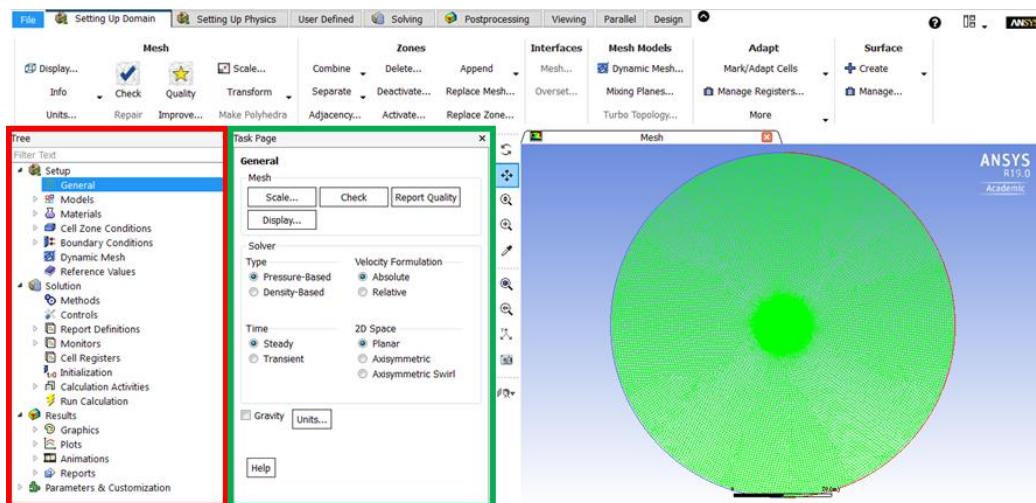 File Setting Up Domain Setting Up Physics User Defined Solving Postprocessing Viewing Parallel Design ANSYS
Mesh Zones Interfaces Mesh Models Adapt Surface
Display... Scale... Combine Delete... Append Mesh... Dynamic Mesh... Mark/Adapt Cells Create
Info Check Quality Transform Separate Deactivate... Replace Mesh... Overset... Mixing Planes... Manage Registers... Manage...
Units... Repair Improve... Make Polyhedra Adjacency... Activate... Replace Zone... Turbo Topology... More
Tree
Filter Text
Setup
General
Models
Materials
Cell Zone Conditions
Boundary Conditions
Dynamic Mesh
Reference Values
Solution
Methods
Controls
Report Definitions
Monitors
Cell Registers
Initialization
Calculation Activities
Run Calculation
Results
Graphics
Plots
Animations
Reports
Parameters & Customization
Task Page
General
Mesh
Scale... Check Report Quality
Display...
Solver
Type Velocity Formulation
Pressure-Based Absolute
Density-Based Relative
Time 2D Space
Steady Planar
Transient Axisymmetric
Axisymmetric Swirl
Gravity Units...
Help
Mesh
ANSYS
R19.0
Academic
0